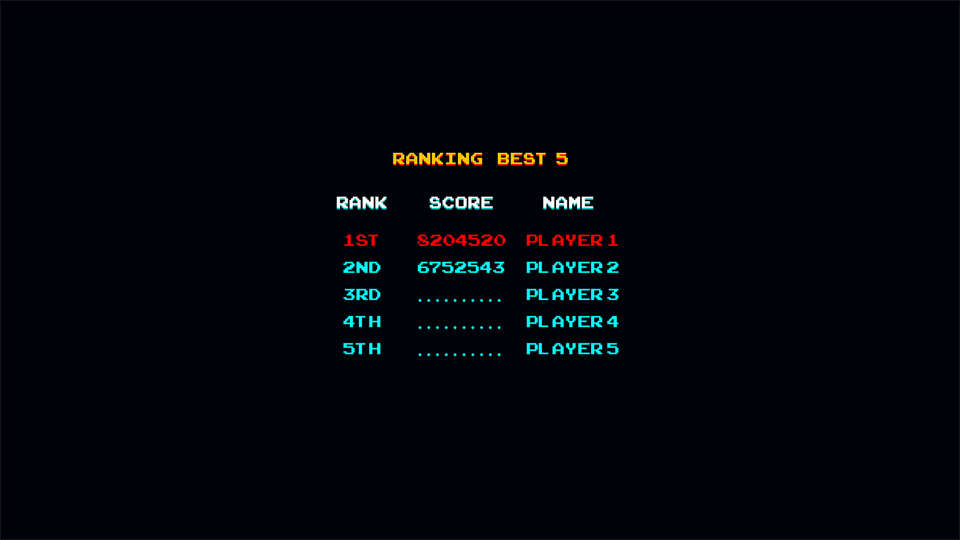 RANKING BEST 5
RANK SCORE NAME
1ST 8204520 PLAYER 1
2ND 6752543 PLAYER 2
3RD .......... PLAYER 3
4TH .......... PLAYER 4
5TH .......... PLAYER 5